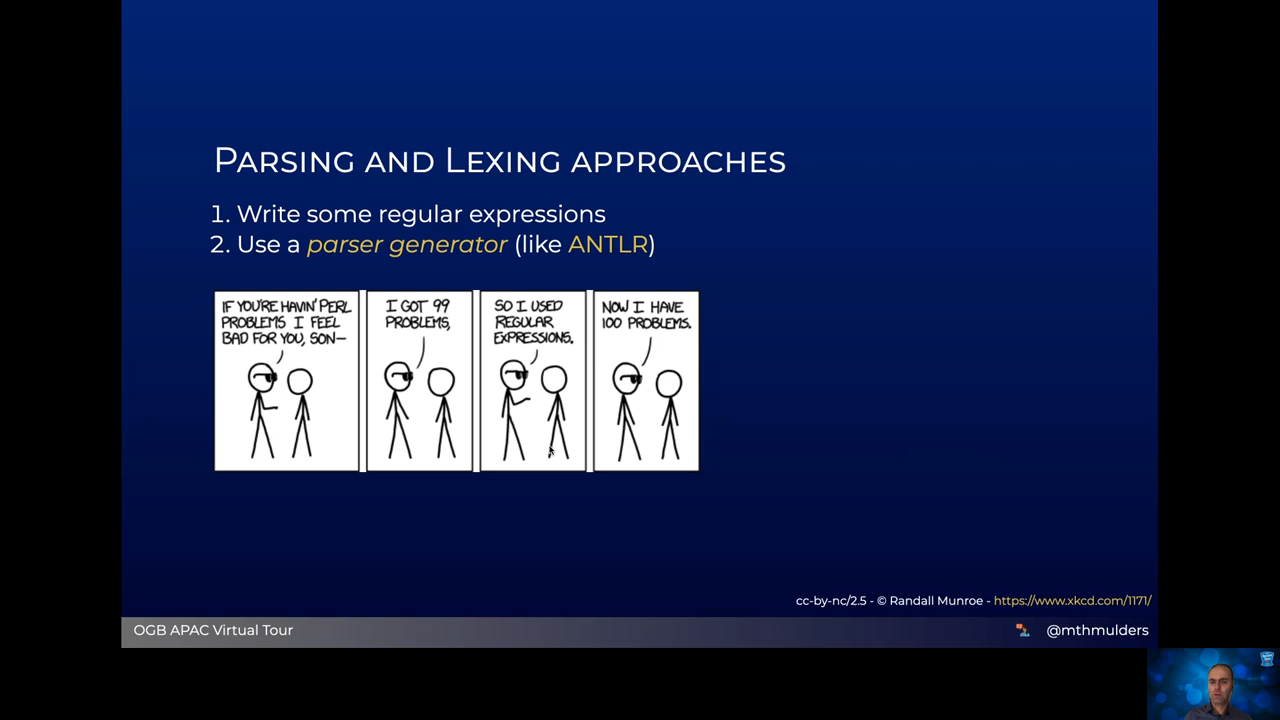 Parsing and Lexing approaches
1. Write some regular expressions
2. Use a parser generator (like ANTLR)
IF YOU'RE HAVIN' PERL
PROBLEMS I FEEL
BAD FOR YOU, SON—
I GOT 99
PROBLEMS,
SO I USED
REGULAR
EXPRESSIONS.
NOW I HAVE
100 PROBLEMS.
cc-by-nc/2.5 - © Randall Munroe - https://www.xkcd.com/1171/
OGB APAC Virtual Tour
@mthmulders